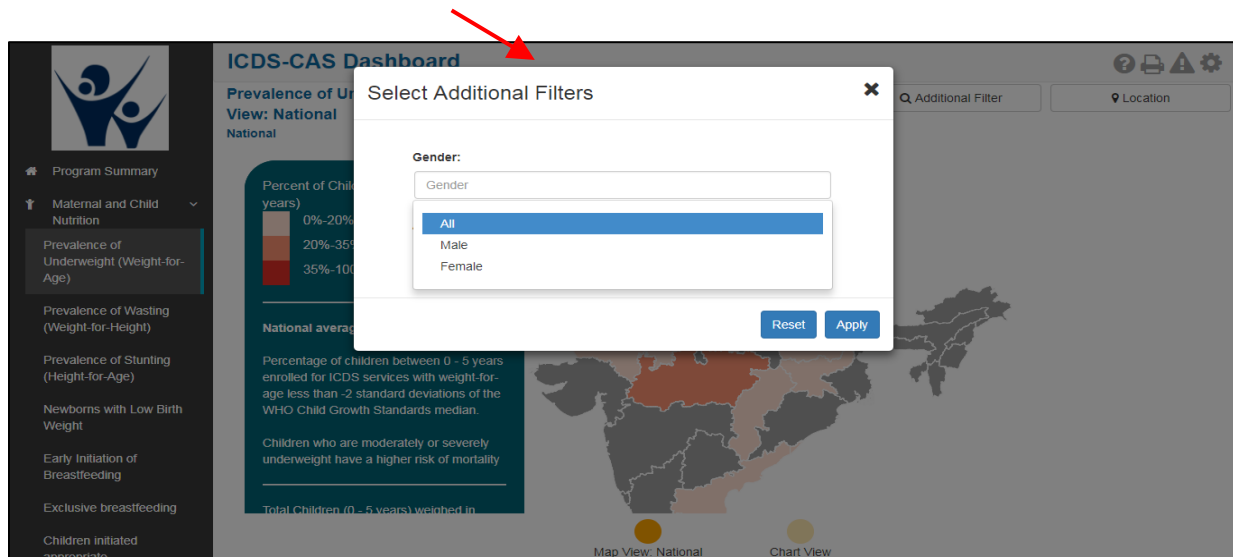 ICDS-CAS Dashboard
Prevalence of Un
View: National
National
Additional Filter
Location
Program Summary
Maternal and Child
Nutrition
Prevalence of
Underweight (Weight-for-
Age)
Prevalence of Wasting
(Weight-for-Height)
Prevalence of Stunting
(Height-for-Age)
Newborns with Low Birth
Weight
Early Initiation of
Breastfeeding
Exclusive breastfeeding
Children initiated
appropriate
Percent of Chil
years)
0%-20%
20%-35%
35%-100
National averag
Percentage of children between 0 - 5 years
enrolled for ICDS services with weight-for-
age less than -2 standard deviations of the
WHO Child Growth Standards median.
Children who are moderately or severely
underweight have a higher risk of mortality
Total Children (0 - 5 years) weighed in
Select Additional Filters
Gender:
Gender
All
Male
Female
Reset
Apply
Map View: National
Chart View